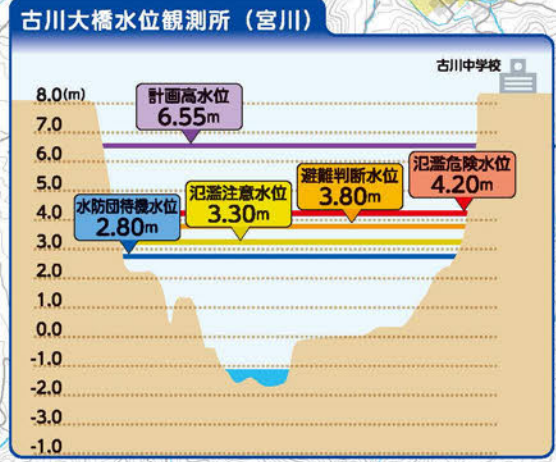 古川大橋水位観測所（宮川）
古川中学校
8.0(m)
計画高水位
6.55m
7.0
6.0
5.0
氾濫危険水位
4.20m
避難判断水位
3.80m
氾濫注意水位
3.30m
水防団待機水位
2.80m
4.0
3.0
2.0
1.0
0.0
-1.0
-2.0
-3.0
-1.0